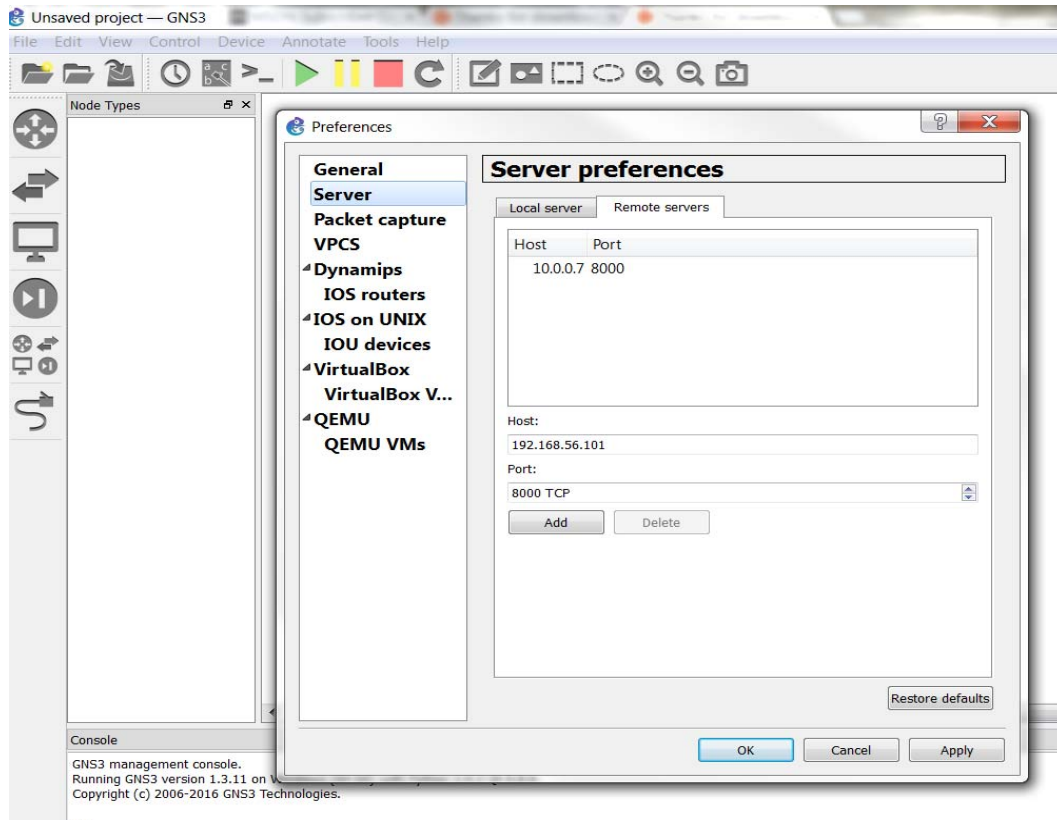 Unsaved project — GNS3
File Edit View Control Device Annotate Tools Help
Node Types
Preferences
General
Server
Packet capture
VPCS
Dynamips
IOS routers
IOS on UNIX
IOU devices
VirtualBox
VirtualBox V...
QEMU
QEMU VMs
Server preferences
Local server Remote servers
Host Port
10.0.0.7 8000
Host:
192.168.56.101
Port:
8000 TCP
Add Delete
Restore defaults
OK Cancel Apply
Console
GNS3 management console.
Running GNS3 version 1.3.11 on
Copyright (c) 2006-2016 GNS3 Technologies.